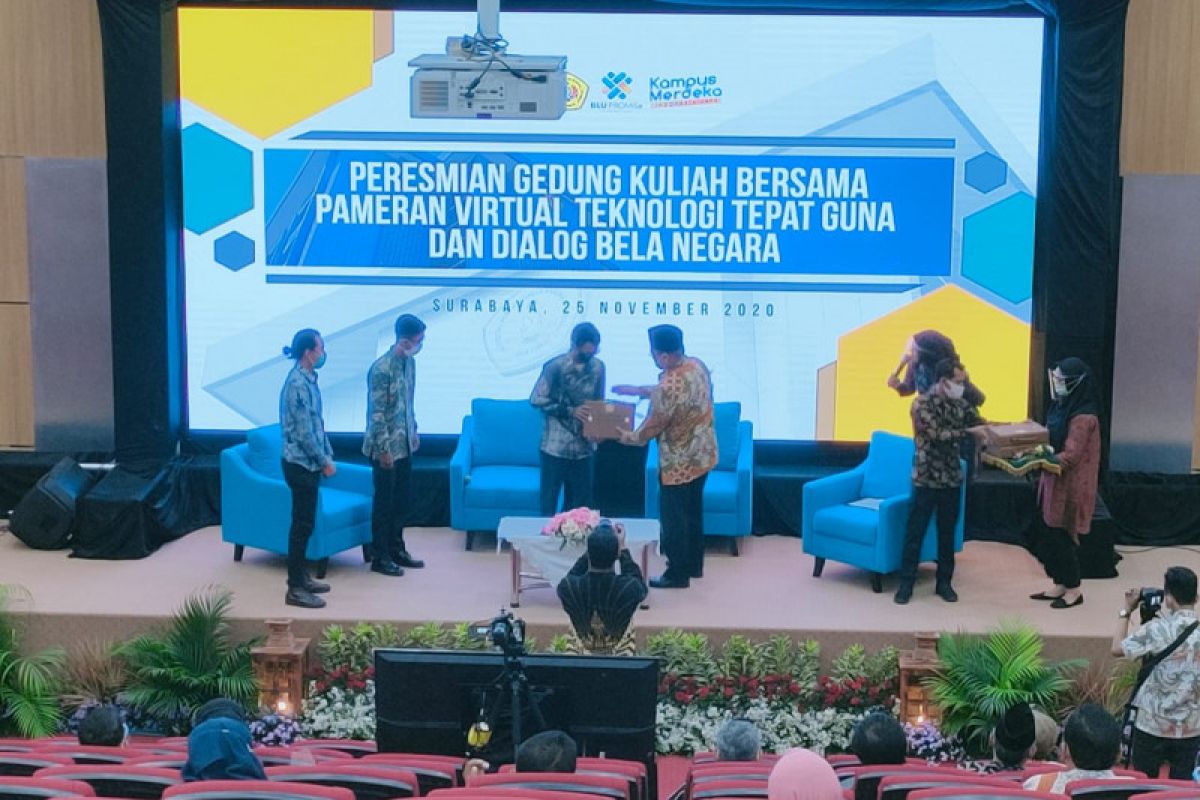 BLU PROMISe
Kampus
Merdeka
PERESMIAN GEDUNG KULIAH BERSAMA
PAMERAN VIRTUAL TEKNOLOGI TEPAT GUNA
DAN DIALOG BELA NEGARA
SURABAYA, 25 NOVEMBER 2020